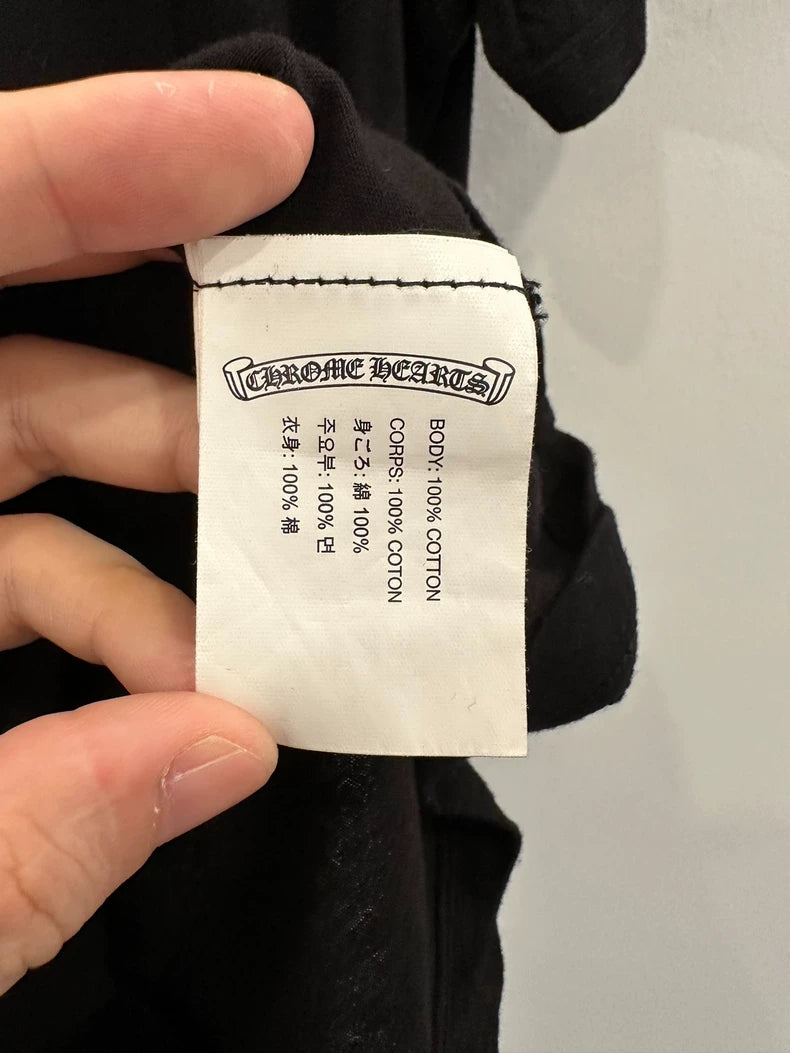 CHROME HEARTS
BODY: 100% COTTON
CORPS: 100% COTON
身ごろ: 綿 100%
주요부: 100% 면
衣身: 100% 棉